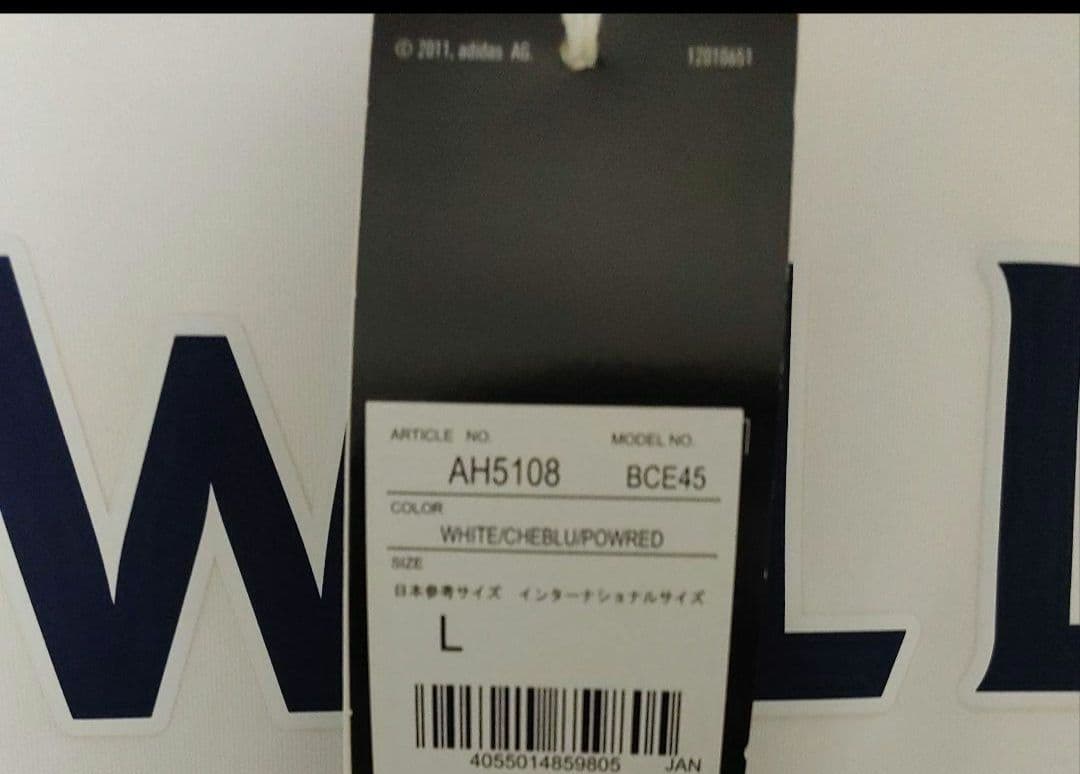 © 2011, adidas AG. 12010651
ARTICLE NO. MODEL NO.
AH5108 BCE45
COLOR
WHITE/CHEBLU/POWRED
SIZE
日本参考サイズ インターナショナルサイズ
L
4055014859805 JAN
W L